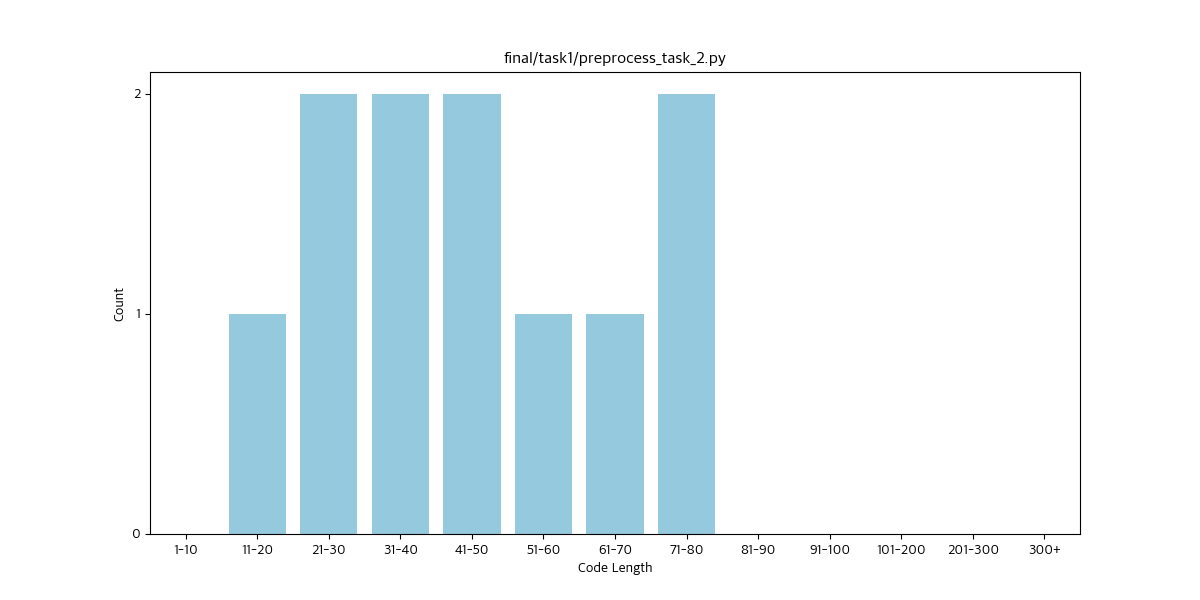 final/task1/preprocess_task_2.py
Count
2
1
0
1-10 11-20 21-30 31-40 41-50 51-60 61-70 71-80 81-90 91-100 101-200 201-300 300+
Code Length